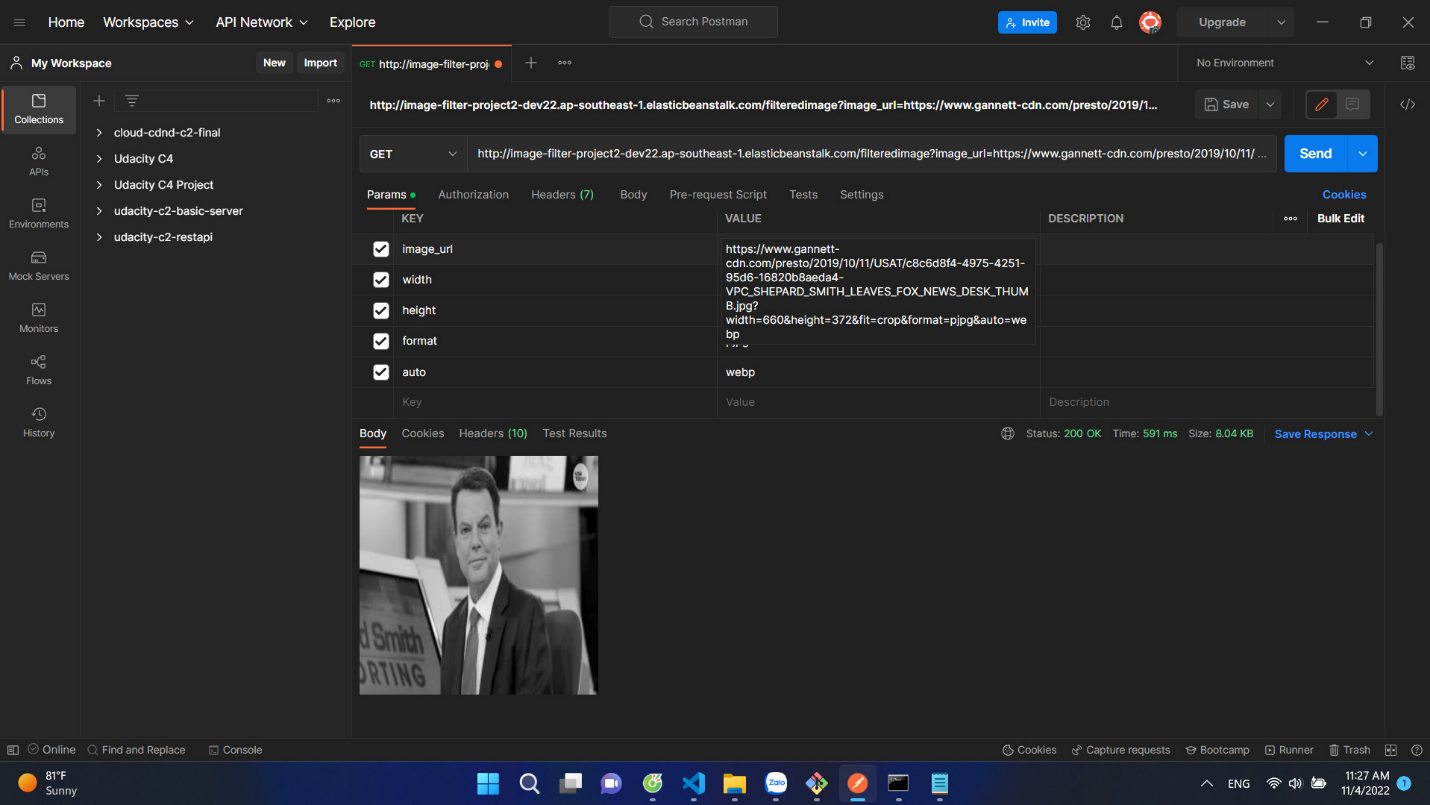 Home Workspaces API Network Explore Search Postman Invite Upgrade
My Workspace New Import GET http://image-filter-proj No Environment
Collections
APIs
Environments
Mock Servers
Monitors
Flows
History
cloud-cdnd-c2-final
Udacity C4
Udacity C4 Project
udacity-c2-basic-server
udacity-c2-restapi
http://image-filter-project2-dev22.ap-southeast-1.elasticbeanstalk.com/filteredimage?image_url=https://www.gannett-cdn.com/presto/2019/1... Save
GET http://image-filter-project2-dev22.ap-southeast-1.elasticbeanstalk.com/filteredimage?image_url=https://www.gannett-cdn.com/presto/2019/10/11/ ... Send
Params Authorization Headers (7) Body Pre-request Script Tests Settings Cookies
KEY VALUE DESCRIPTION Bulk Edit
image_url
https://www.gannett-
cdn.com/presto/2019/10/11/USAT/c8c6d8f4-4975-4251-
95d6-16820b8aeda4-
VPC_SHEPARD_SMITH_LEAVES_FOX_NEWS_DESK_THUM
B.jpg?
width=660&height=372&fit=crop&format=pjpg&auto=we
bp
width
height
format
auto webp
Key Value Description
Body Cookies Headers (10) Test Results Status: 200 OK Time: 591 ms Size: 8.04 KB Save Response
d Smith
ORTING
Online Find and Replace Console Cookies Capture requests Bootcamp Runner Trash
81°F
Sunny
Zalo
ENG
11:27 AM
11/4/2022
1